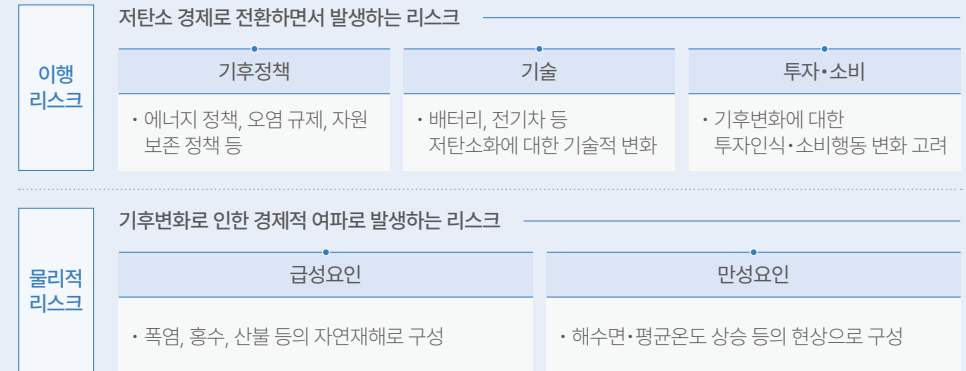 저탄소 경제로 전환하면서 발생하는 리스크
이행
리스크
기후정책
기술
투자•소비
• 에너지 정책, 오염 규제, 자원
보존 정책 등
• 배터리, 전기차 등
저탄소화에 대한 기술적 변화
• 기후변화에 대한
투자인식•소비행동 변화 고려
기후변화로 인한 경제적 여파로 발생하는 리스크
물리적
리스크
급성요인
만성요인
• 폭염, 홍수, 산불 등의 자연재해로 구성
• 해수면•평균온도 상승 등의 현상으로 구성